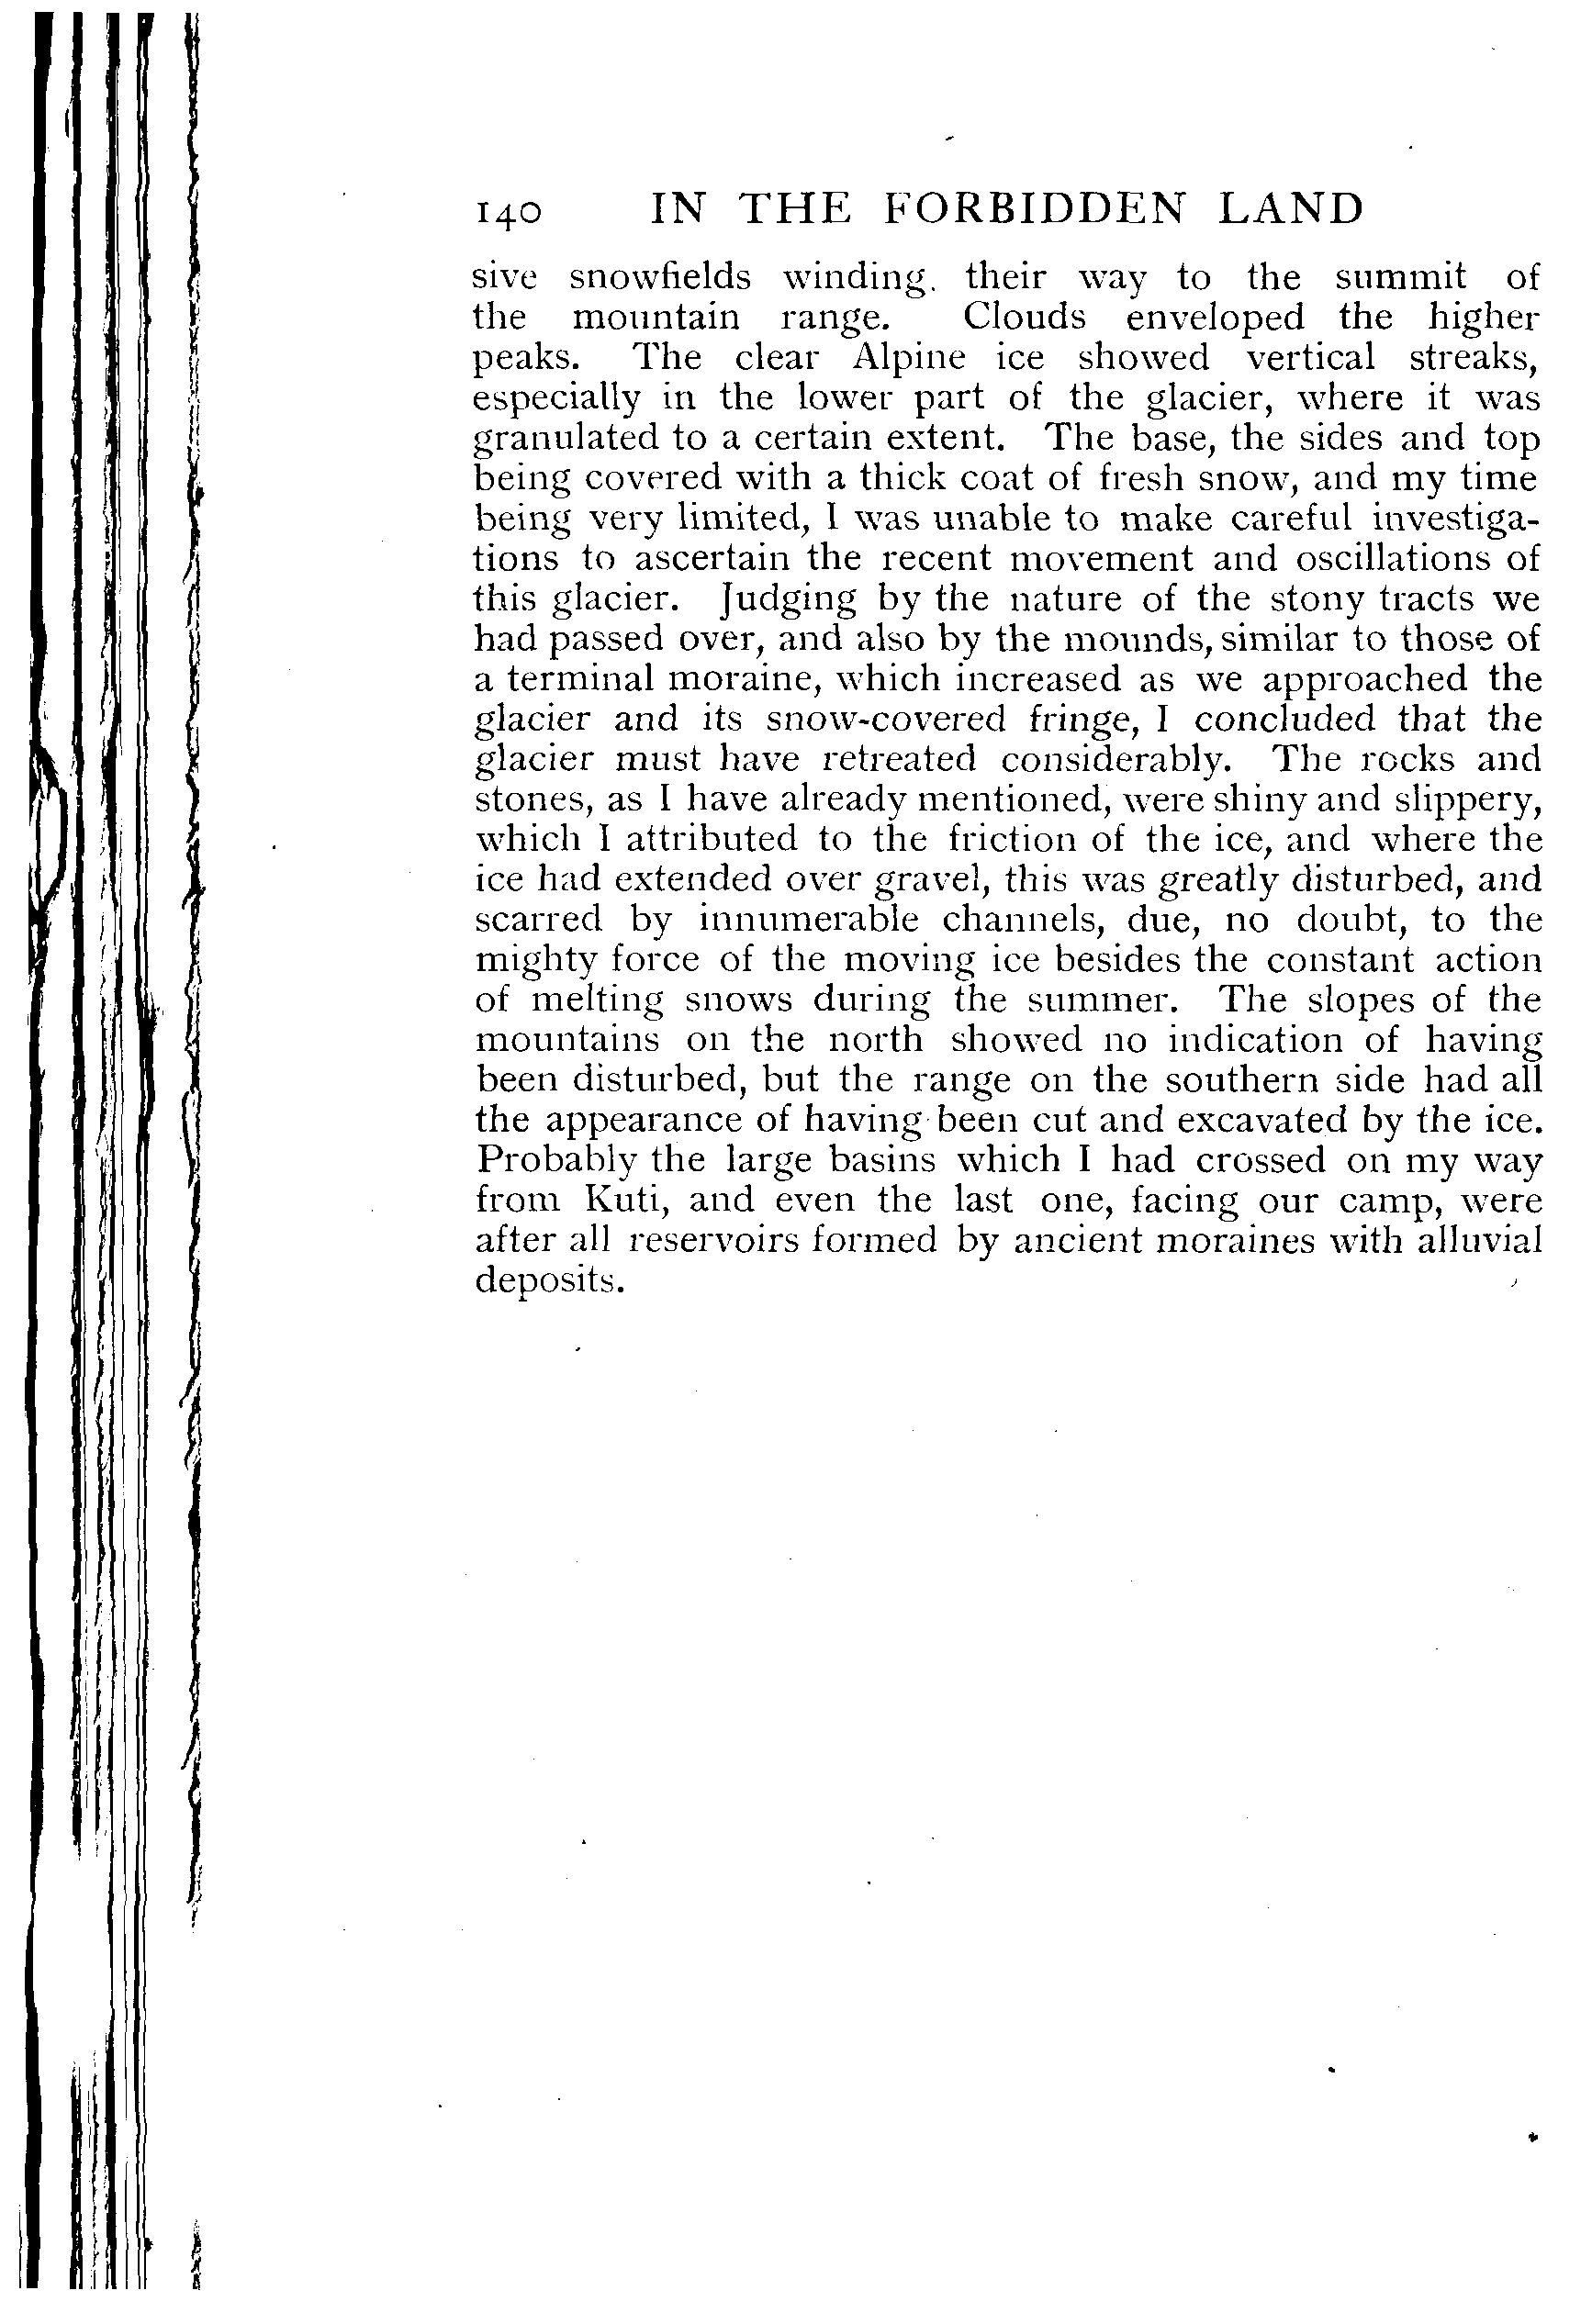 140 IN THE FORBIDDEN LAND
sive snowfields winding. their way to the summit of
the mountain range. Clouds enveloped the higher
peaks. The clear Alpine ice showed vertical streaks,
especially in the lower part of the glacier, where it was
granulated to a certain extent. The base, the sides and top
being covered with a thick coat of fresh snow, and my time
being very limited, I was unable to make careful investiga-
tions to ascertain the recent movement and oscillations of
this glacier. Judging by the nature of the stony tracts we
had passed over, and also by the mounds, similar to those of
a terminal moraine, which increased as we approached the
glacier and its snow-covered fringe, I concluded that the
glacier must have retreated considerably. The rocks and
stones, as I have already mentioned, were shiny and slippery,
which I attributed to the friction of the ice, and where the
ice had extended over gravel, this was greatly disturbed, and
scarred by innumerable channels, due, no doubt, to the
mighty force of the moving ice besides the constant action
of melting snows during the summer. The slopes of the
mountains on the north showed no indication of having
been disturbed, but the range on the southern side had all
the appearance of having been cut and excavated by the ice.
Probably the large basins which I had crossed on my way
from Kuti, and even the last one, facing our camp, were
after all reservoirs formed by ancient moraines with alluvial
deposits.